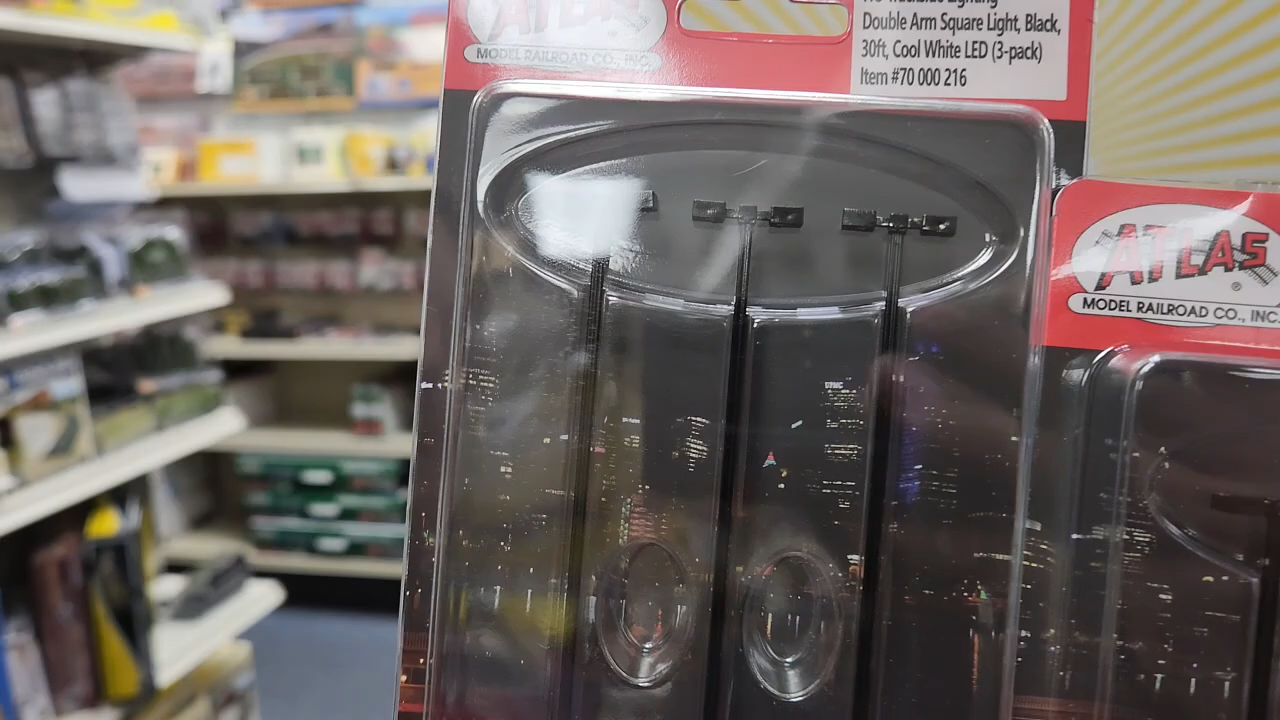 ATLAS
MODEL RAILROAD CO., INC.
Double Arm Square Light, Black,
30ft, Cool White LED (3-pack)
Item #70 000 216
UPMC
ATLAS
®
MODEL RAILROAD CO., INC.